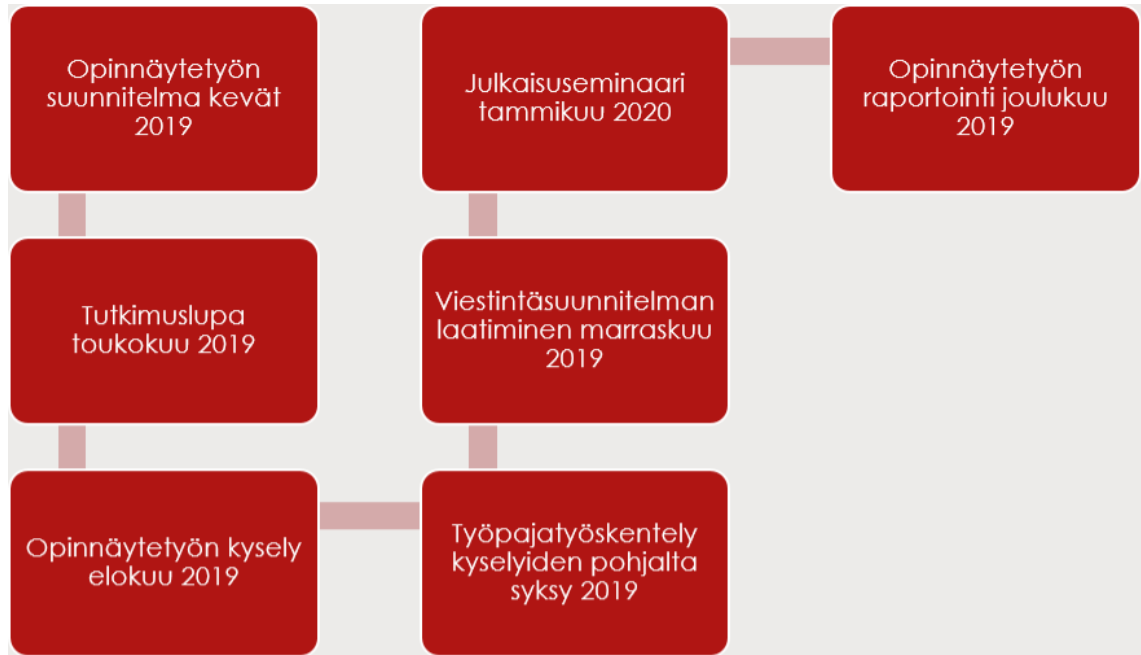 Opinnäytetyön
suunnitelma kevät
2019
Tutkimuslupa
toukokuu 2019
Opinnäytetyön kysely
elokuu 2019
Työpajatyöskentely
kyselyiden pohjalta
syksy 2019
Viestintäsuunnitelman
laatiminen marraskuu
2019
Julkaisuseminaari
tammikuu 2020
Opinnäytetyön
raportointi joulukuu
2019